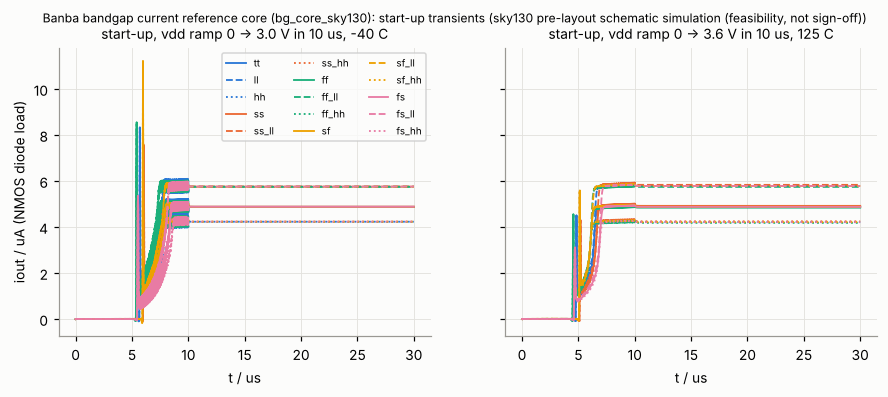 Banba bandgap current reference core (bg_core_sky130): start-up transients (sky130 pre-layout schematic simulation (feasibility, not sign-off))
start-up, vdd ramp 0 → 3.0 V in 10 us, -40 C
start-up, vdd ramp 0 → 3.6 V in 10 us, 125 C
iout / uA (NMOS diode load)
10
8
6
4
2
0
tt
ll
hh
ss
ss_ll
ss_hh
ff
ff_ll
ff_hh
sf
sf_ll
sf_hh
fs
fs_ll
fs_hh
0 5 10 15 20 25 30
t / us
0 5 10 15 20 25 30
t / us